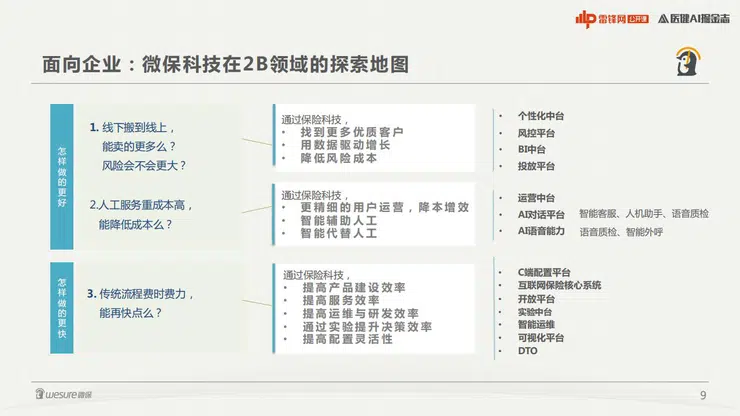 雷锋网 公开课
医健AI掘金志
面向企业：微保科技在2B领域的探索地图
怎样做的更好
1. 线下搬到线上，
能卖的更多么？
风险会不会更大？
通过保险科技，
• 找到更多优质客户
• 用数据驱动增长
• 降低风险成本
• 个性化中台
• 风控平台
• BI中台
• 投放平台
2.人工服务重成本高，
能降低成本么？
通过保险科技，
• 更精细的用户运营，降本增效
• 智能辅助人工
• 智能代替人工
• 运营中台
• AI对话平台 智能客服、人机助手、语音质检
• AI语音能力 语音质检、智能外呼
怎样做的更快
3. 传统流程费时费力，
能再快点么？
通过保险科技，
• 提高产品建设效率
• 提高服务效率
• 提高运维与研发效率
• 通过实验提升决策效率
• 提高配置灵活性
• C端配置平台
• 互联网保险核心系统
• 开放平台
• 实验中台
• 智能运维
• 可视化平台
• DTO
wesure微保
9